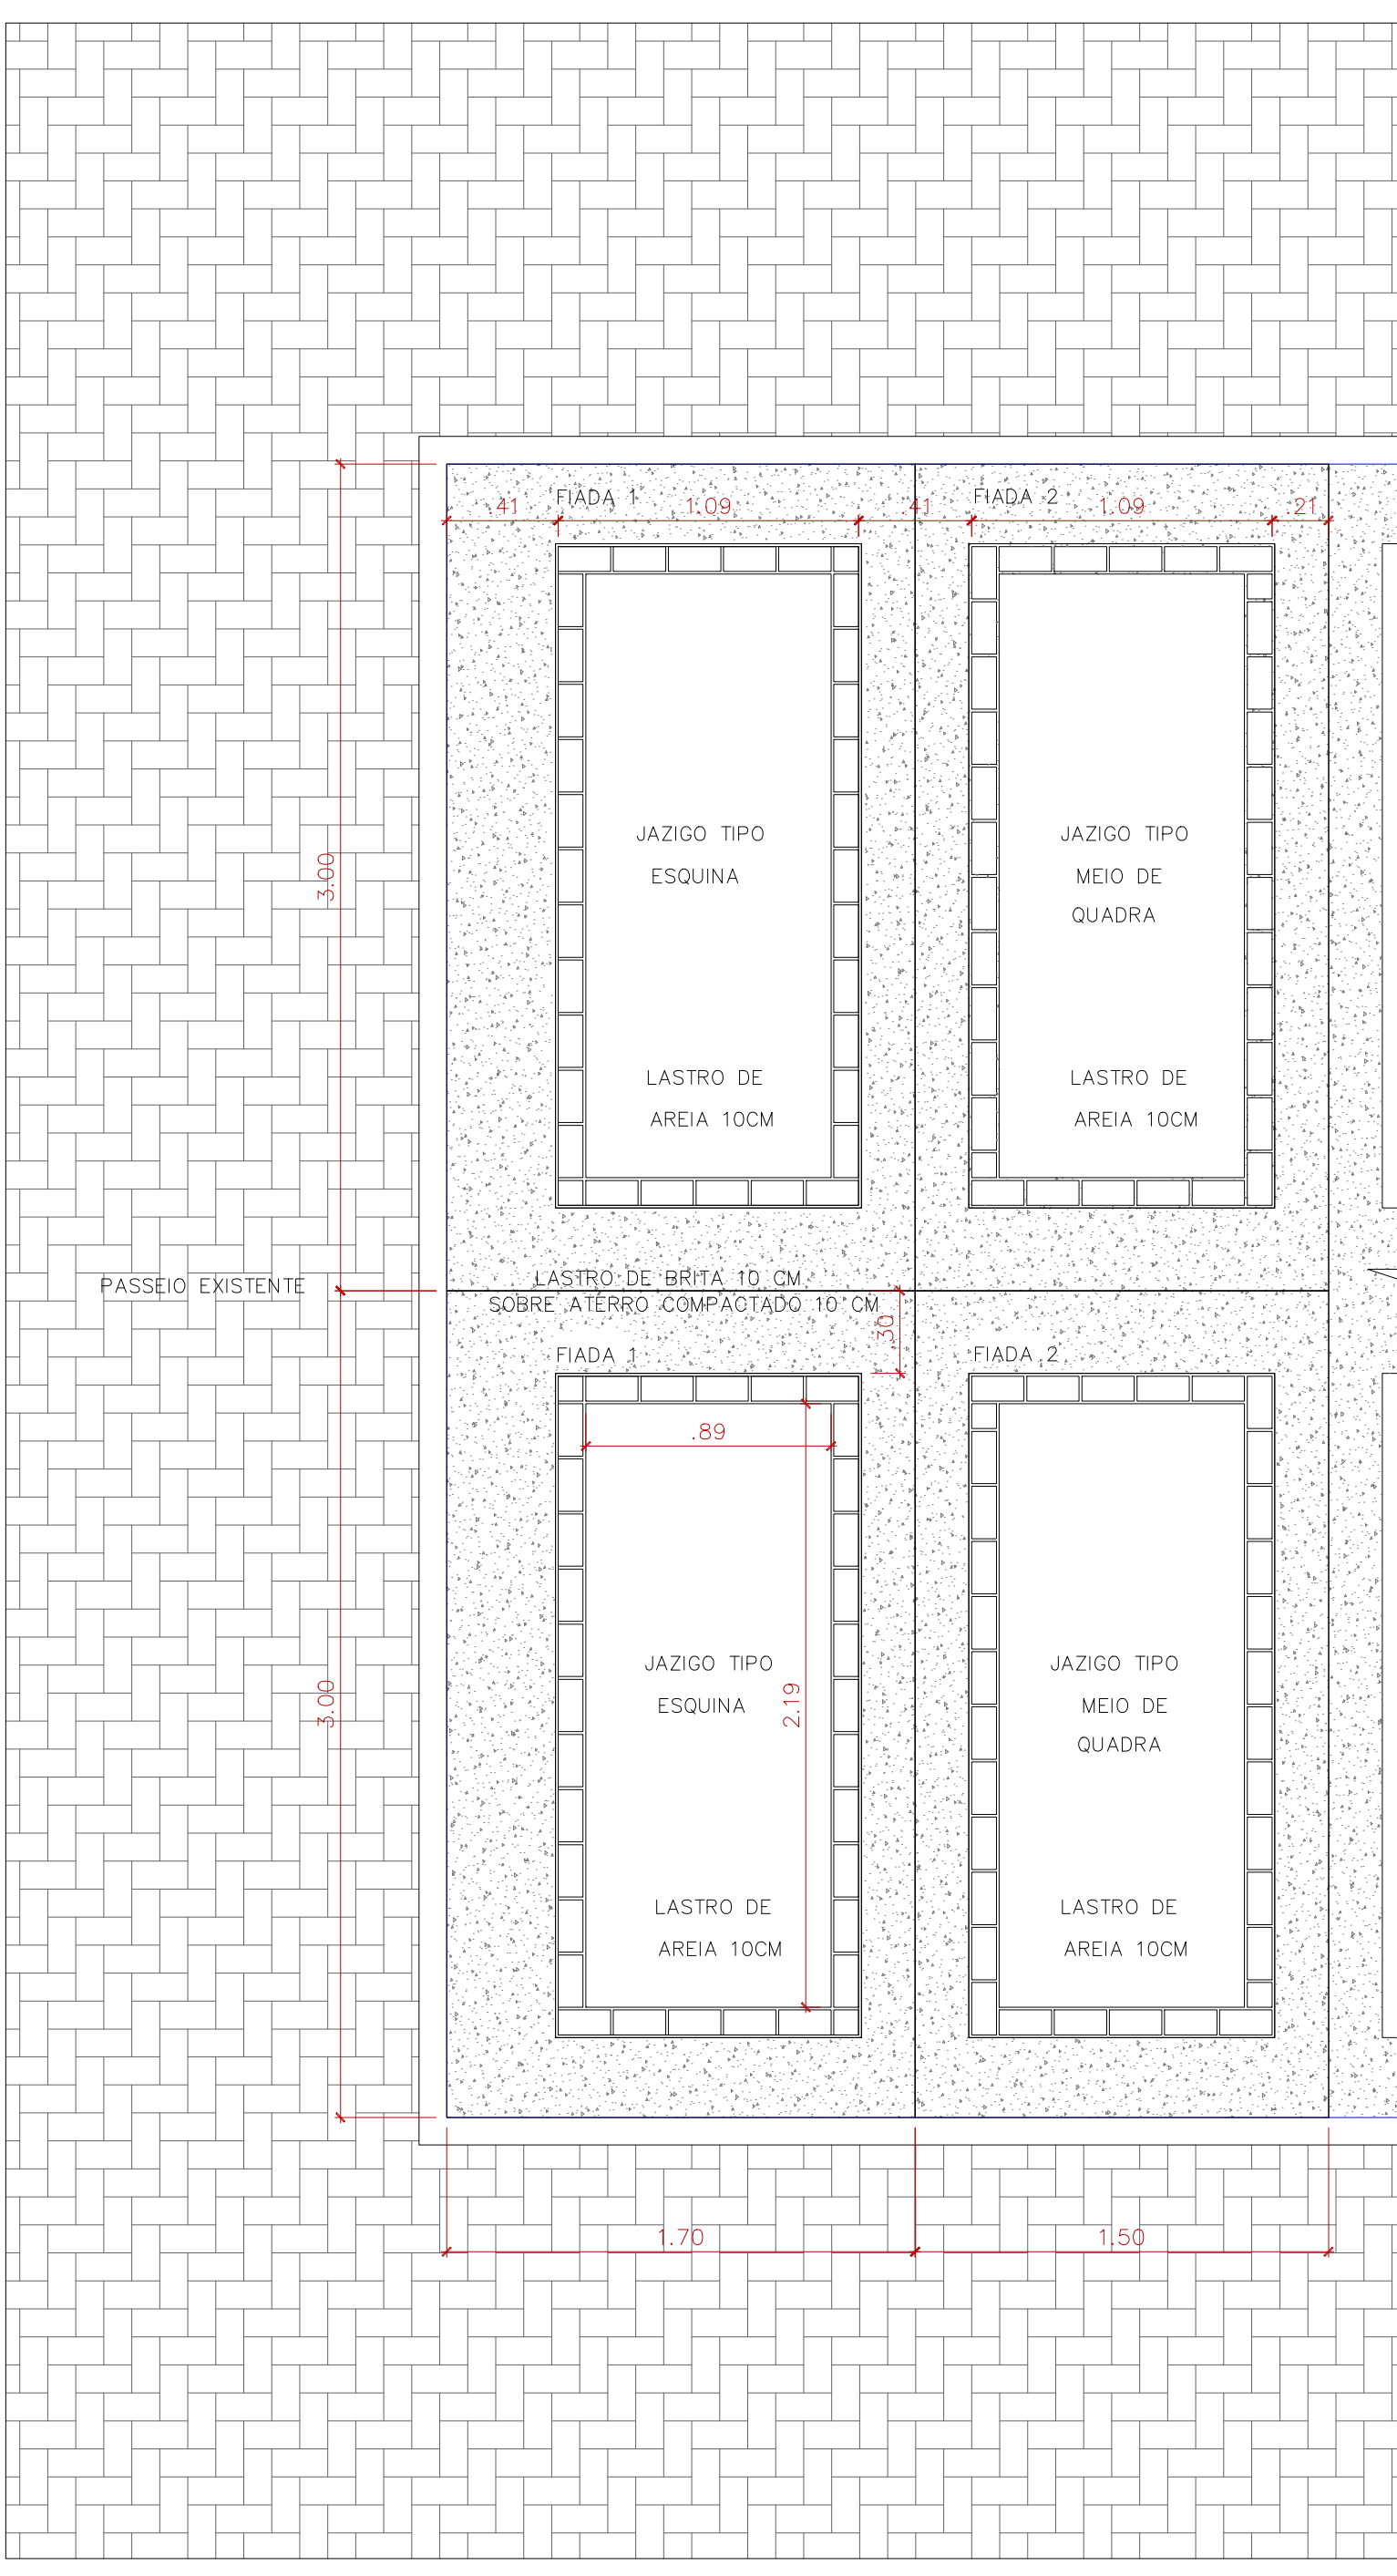 FIADA 1
FIADA 2
.41
1.09
.41
1.09
.21
JAZIGO TIPO
ESQUINA
JAZIGO TIPO
MEIO DE
QUADRA
3.00
LASTRO DE
AREIA 10CM
LASTRO DE
AREIA 10CM
PASSEIO EXISTENTE
LASTRO DE BRITA 10 CM
SOBRE ATERRO COMPACTADO 10 CM
.30
FIADA 1
FIADA 2
.89
JAZIGO TIPO
ESQUINA
JAZIGO TIPO
MEIO DE
QUADRA
3.00
2.19
LASTRO DE
AREIA 10CM
LASTRO DE
AREIA 10CM
1.70
1.50